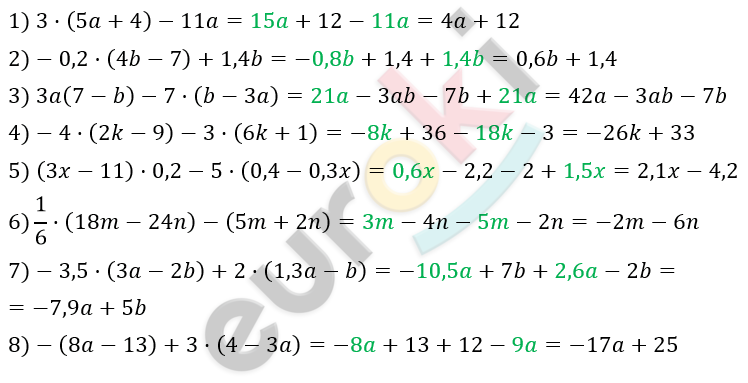 1) 3 · (5a + 4) − 11a = 15a + 12 − 11a = 4a + 12
2) − 0,2 · (4b − 7) + 1,4b = −0,8b + 1,4 + 1,4b = 0,6b + 1,4
3) 3a(7 − b) − 7 · (b − 3a) = 21a − 3ab − 7b + 21a = 42a − 3ab − 7b
4) − 4 · (2k − 9) − 3 · (6k + 1) = −8k + 36 − 18k − 3 = −26k + 33
5) (3x − 11) · 0,2 − 5 · (0,4 − 0,3x) = 0,6x − 2,2 − 2 + 1,5x = 2,1x − 4,2
6) 1/6 · (18m − 24n) − (5m + 2n) = 3m − 4n − 5m − 2n = −2m − 6n
7) − 3,5 · (3a − 2b) + 2 · (1,3a − b) = −10,5a + 7b + 2,6a − 2b =
= −7,9a + 5b
8) − (8a − 13) + 3 · (4 − 3a) = −8a + 13 + 12 − 9a = −17a + 25
euroki